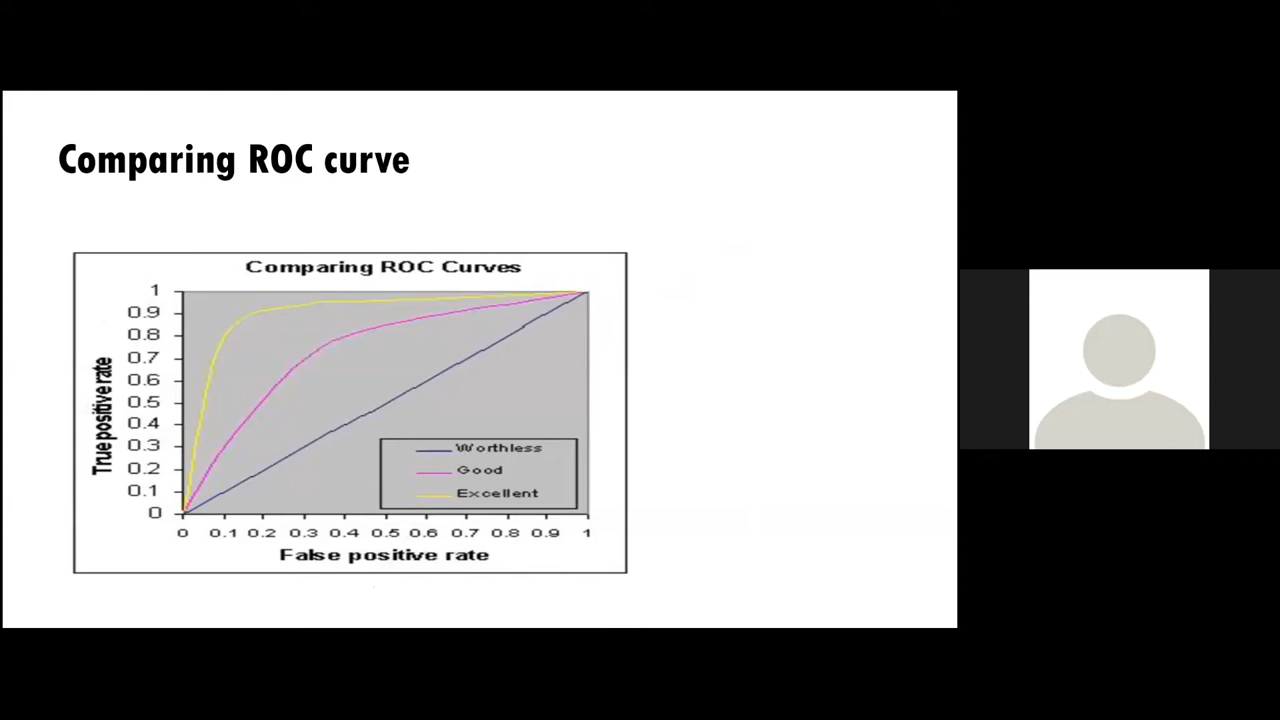 Comparing ROC curve
Comparing ROC Curves
True positive rate
1
0.9
0.8
0.7
0.6
0.5
0.4
0.3
0.2
0.1
0
Worthless
Good
Excellent
0 0.1 0.2 0.3 0.4 0.5 0.6 0.7 0.8 0.9 1
False positive rate